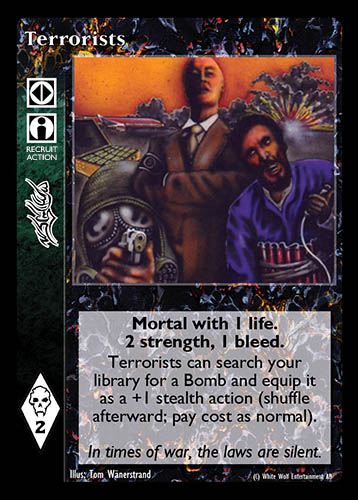 Terrorists
RECRUIT
ACTION
Mortal with 1 life.
2 strength, 1 bleed.
Terrorists can search your
library for a Bomb and equip it
as a +1 stealth action (shuffle
afterward; pay cost as normal).
In times of war, the laws are silent.
2
Illus: Tom Wänerstrand
(C) White Wolf Entertainment AB